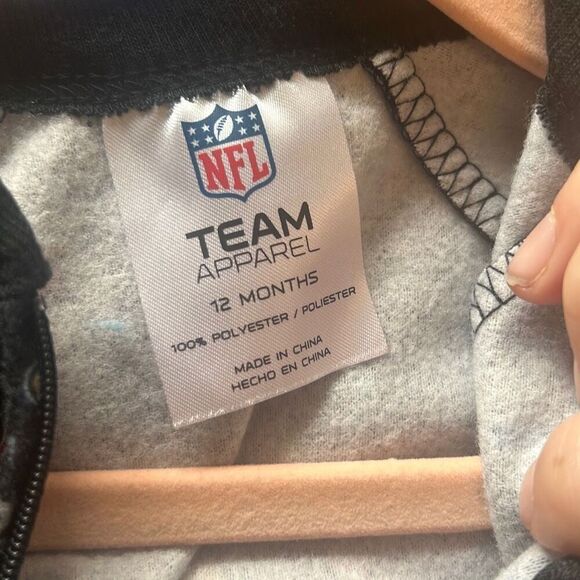 NFL
TEAM
APPAREL
12 MONTHS
100% POLYESTER / POLIESTER
MADE IN CHINA
HECHO EN CHINA